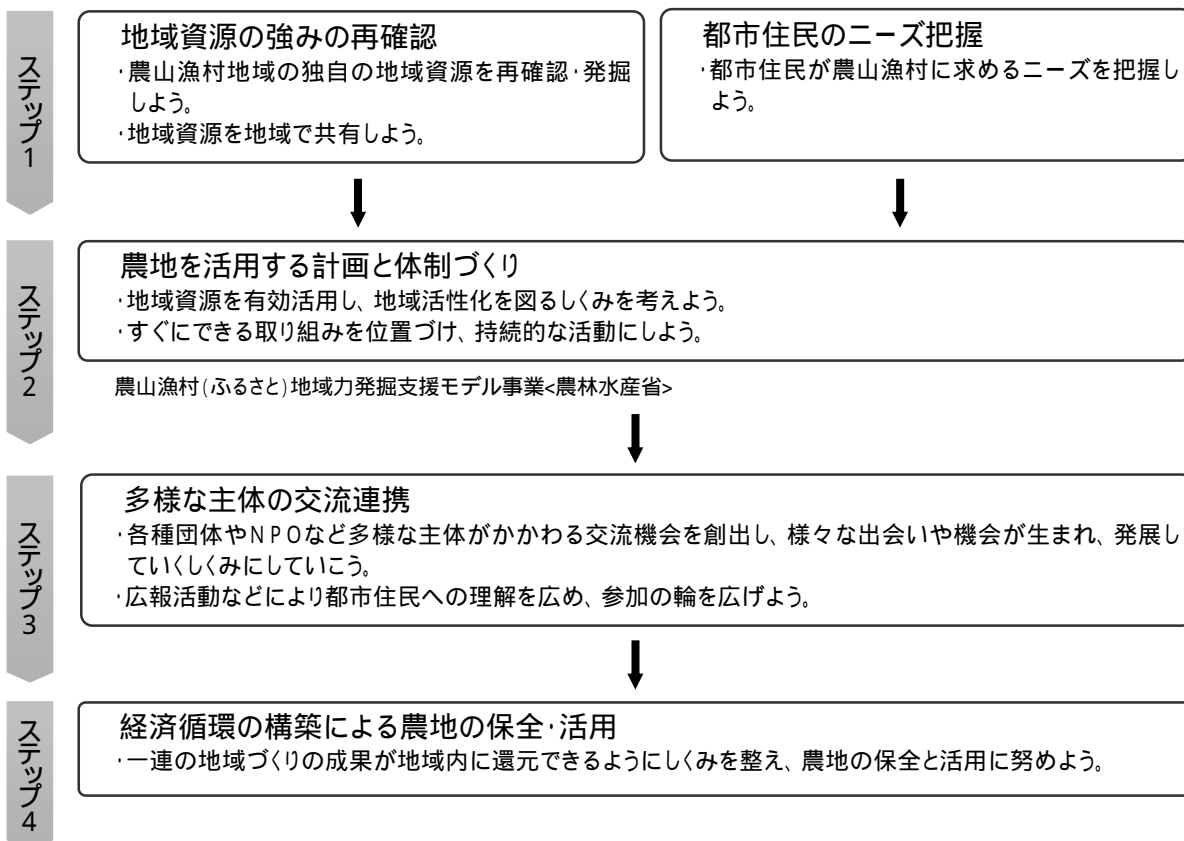 ステップ1
地域資源の強みの再確認
･農山漁村地域の独自の地域資源を再確認･発掘
しよう。
･地域資源を地域で共有しよう。
都市住民のニーズ把握
･都市住民が農山漁村に求めるニーズを把握し
よう。
ステップ2
農地を活用する計画と体制づくり
･地域資源を有効活用し、地域活性化を図るしくみを考えよう。
･すぐにできる取り組みを位置づけ、持続的な活動にしよう。
農山漁村(ふるさと)地域力発掘支援モデル事業<農林水産省>
ステップ3
多様な主体の交流連携
･各種団体やNPOなど多様な主体がかかわる交流機会を創出し、様々な出会いや機会が生まれ、発展し
ていくしくみにしていこう。
･広報活動などにより都市住民への理解を広め、参加の輪を広げよう。
ステップ4
経済循環の構築による農地の保全･活用
･一連の地域づくりの成果が地域内に還元できるようにしくみを整え、農地の保全と活用に努めよう。